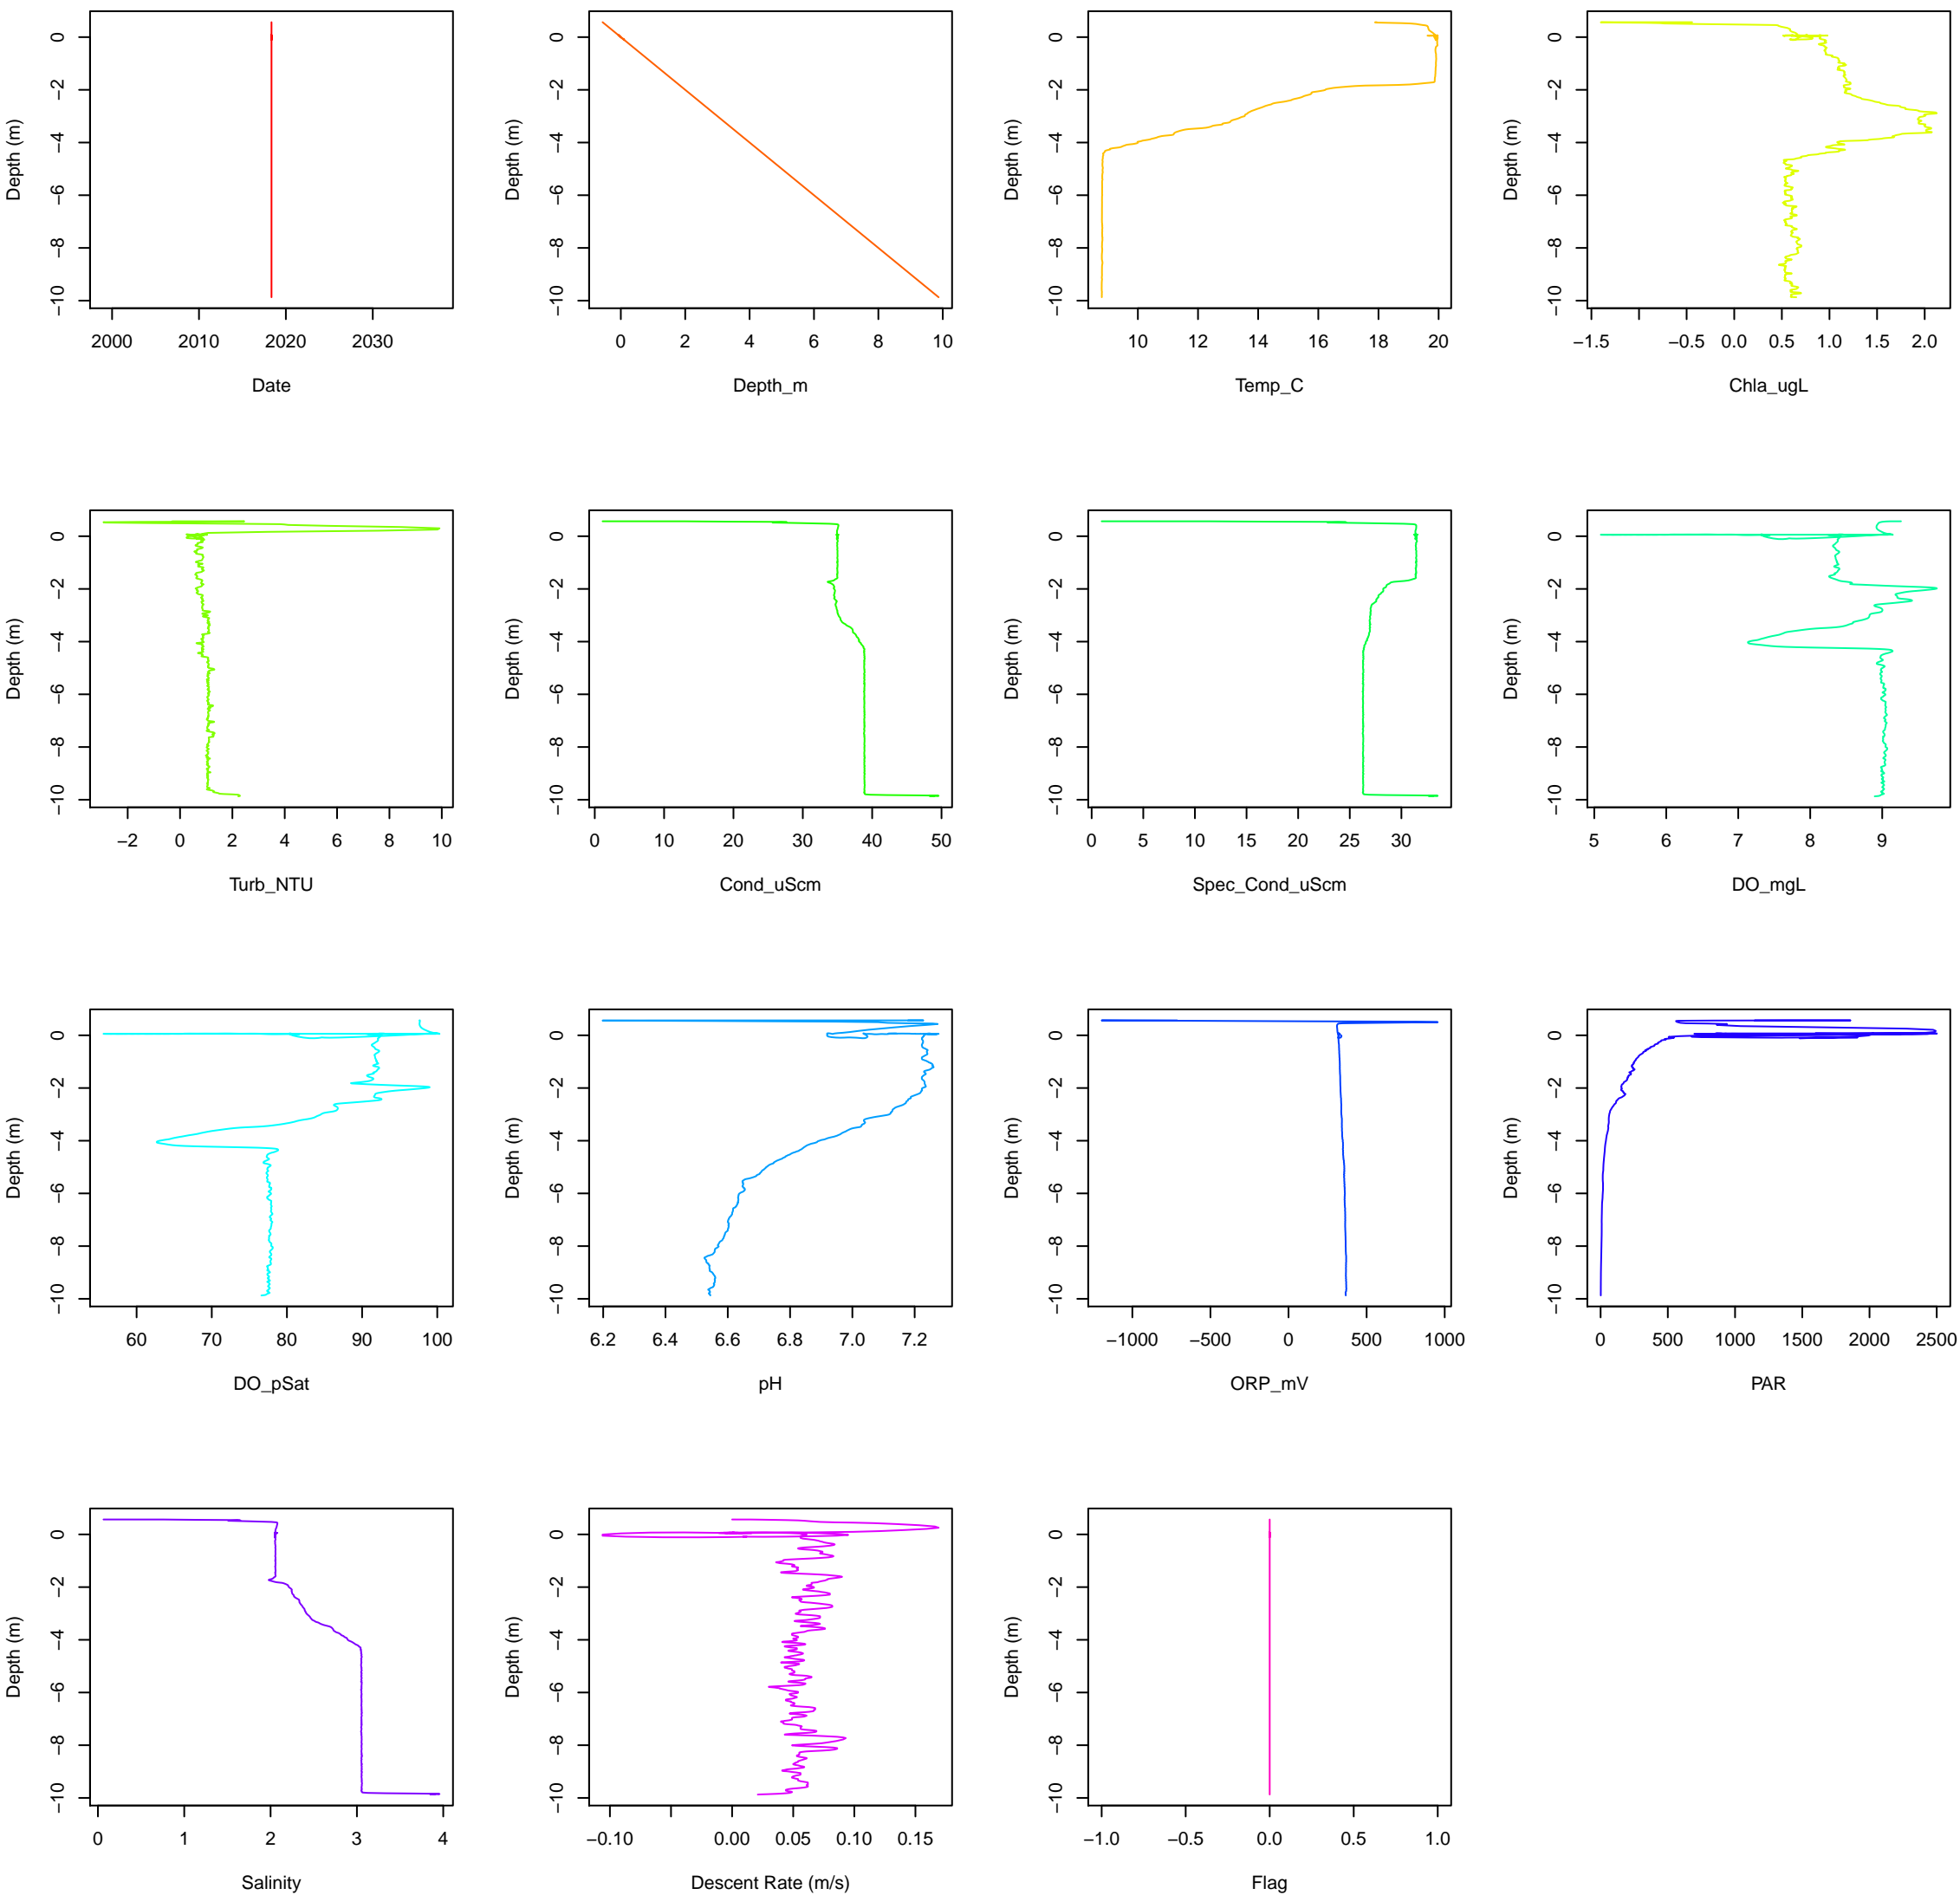 Depth (m)
0
−2
−4
−6
−8
−10
2000 2010 2020 2030
Date
Depth (m)
0
−2
−4
−6
−8
−10
0 2 4 6 8 10
Depth_m
Depth (m)
0
−2
−4
−6
−8
−10
10 12 14 16 18 20
Temp_C
Depth (m)
0
−2
−4
−6
−8
−10
−1.5 −0.5 0.0 0.5 1.0 1.5 2.0
Chla_ugL
Depth (m)
0
−2
−4
−6
−8
−10
−2 0 2 4 6 8 10
Turb_NTU
Depth (m)
0
−2
−4
−6
−8
−10
0 10 20 30 40 50
Cond_uScm
Depth (m)
0
−2
−4
−6
−8
−10
0 5 10 15 20 25 30
Spec_Cond_uScm
Depth (m)
0
−2
−4
−6
−8
−10
5 6 7 8 9
DO_mgL
Depth (m)
0
−2
−4
−6
−8
−10
60 70 80 90 100
DO_pSat
Depth (m)
0
−2
−4
−6
−8
−10
6.2 6.4 6.6 6.8 7.0 7.2
pH
Depth (m)
0
−2
−4
−6
−8
−10
−1000 −500 0 500 1000
ORP_mV
Depth (m)
0
−2
−4
−6
−8
−10
0 500 1000 1500 2000 2500
PAR
Depth (m)
0
−2
−4
−6
−8
−10
0 1 2 3 4
Salinity
Depth (m)
0
−2
−4
−6
−8
−10
−0.10 0.00 0.05 0.10 0.15
Descent Rate (m/s)
Depth (m)
0
−2
−4
−6
−8
−10
−1.0 −0.5 0.0 0.5 1.0
Flag